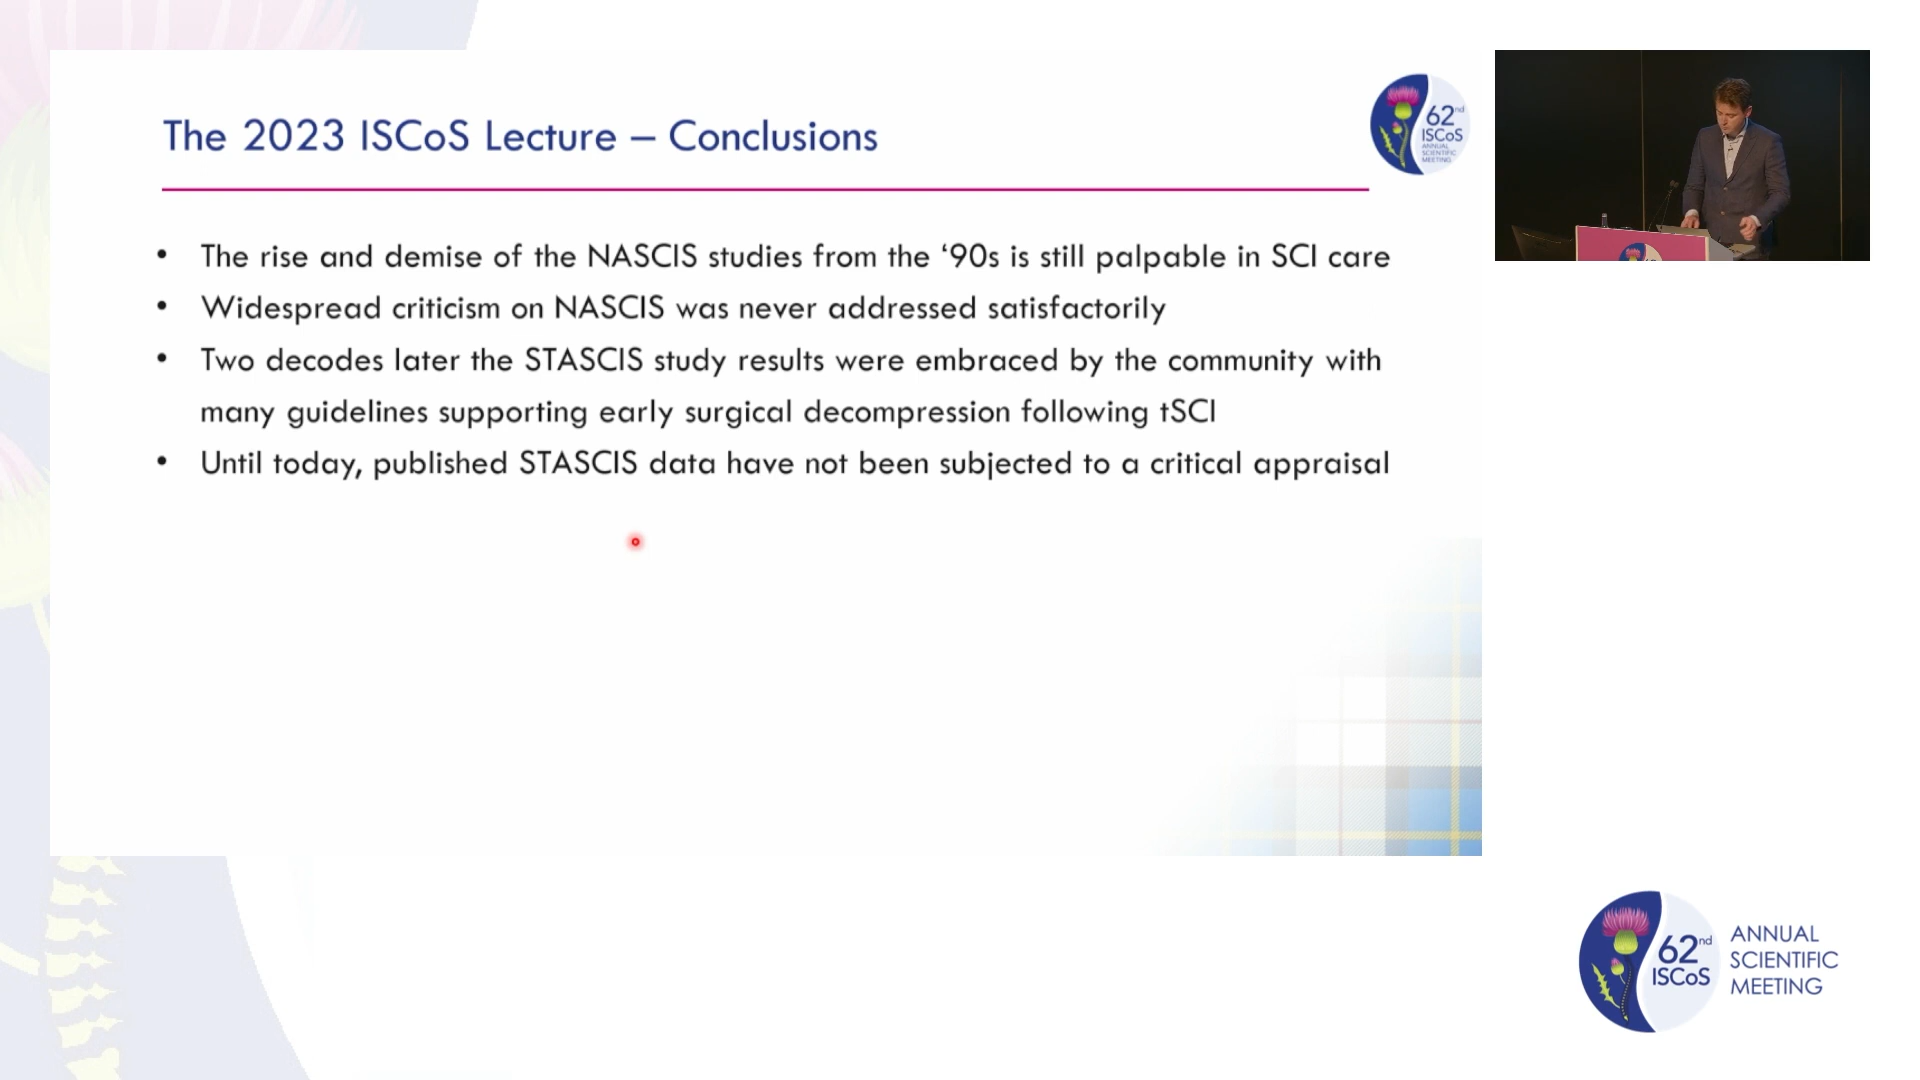 The 2023 ISCoS Lecture – Conclusions
62nd
ISCoS
ANNUAL
SCIENTIFIC
MEETING
• The rise and demise of the NASCIS studies from the ‘90s is still palpable in SCI care
• Widespread criticism on NASCIS was never addressed satisfactorily
• Two decodes later the STASCIS study results were embraced by the community with
many guidelines supporting early surgical decompression following tSCI
• Until today, published STASCIS data have not been subjected to a critical appraisal
62nd
ISCoS
ANNUAL
SCIENTIFIC
MEETING